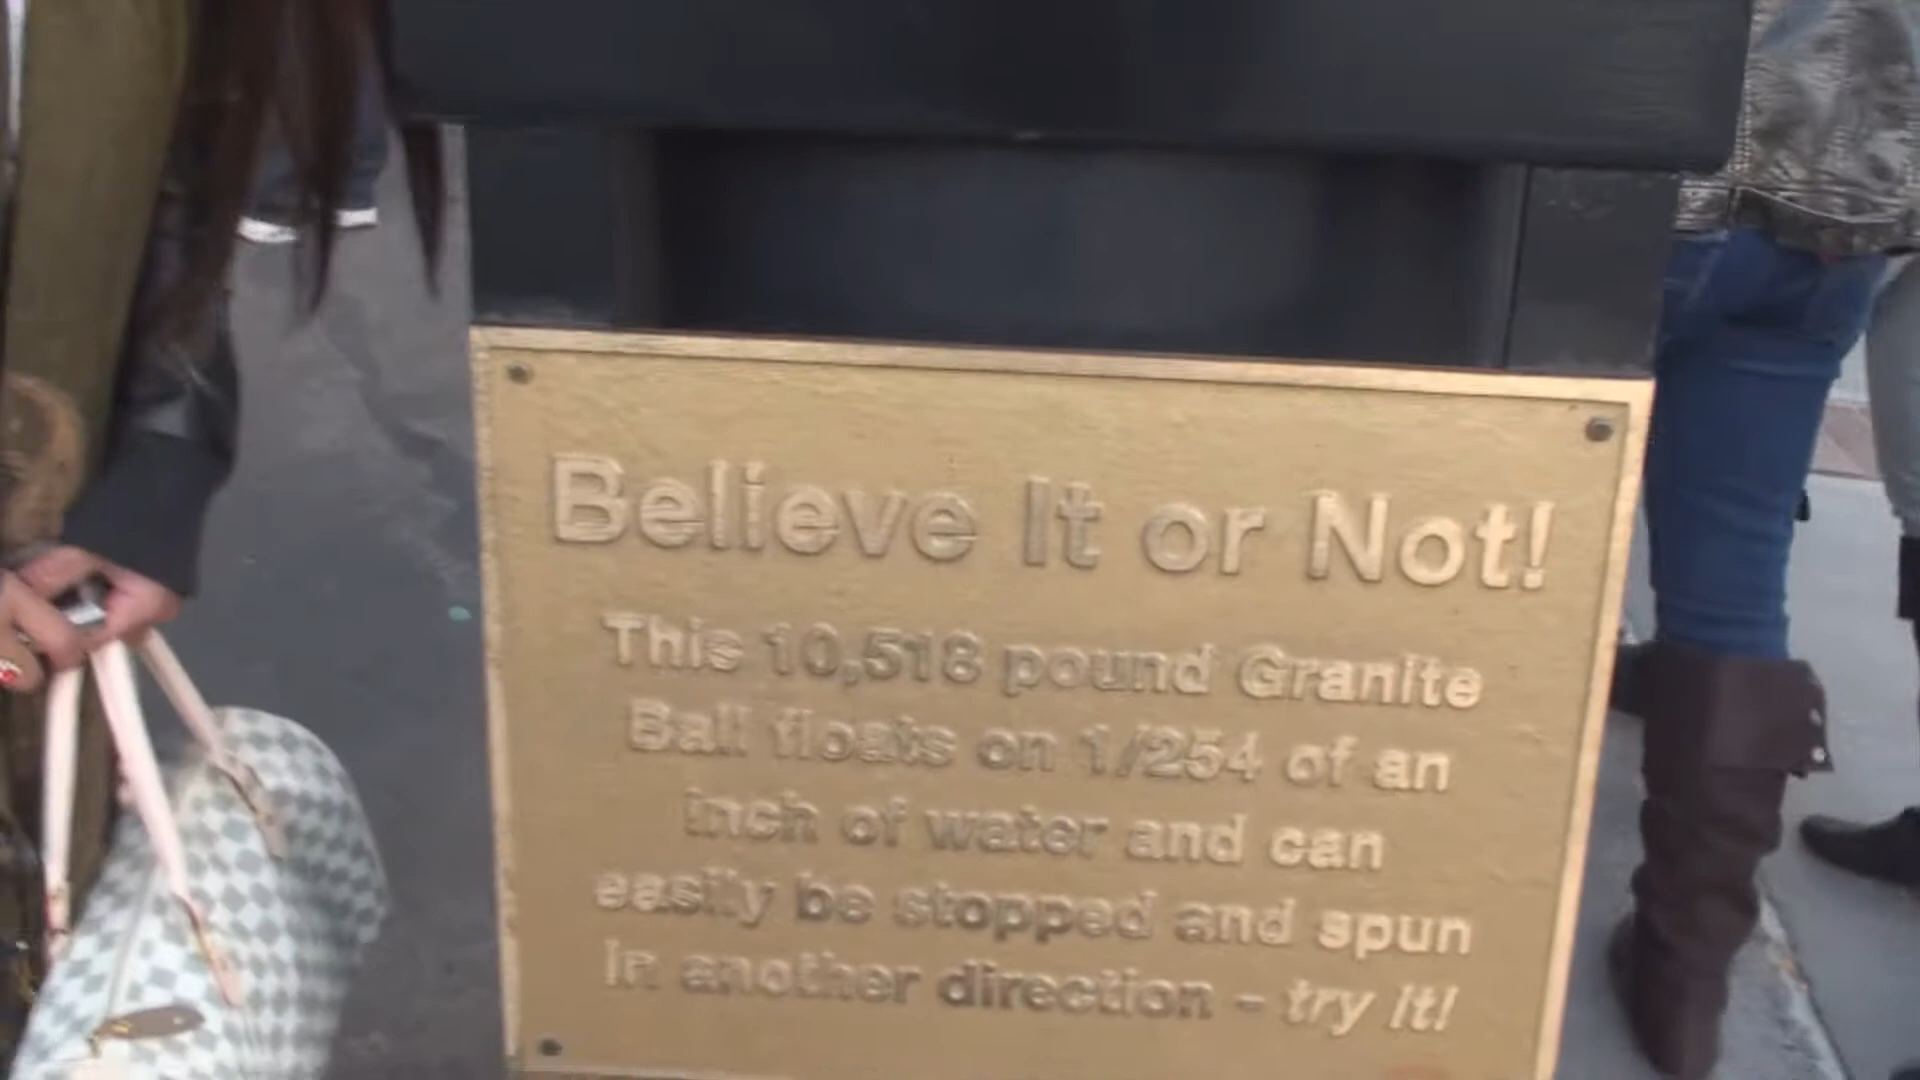 Believe It or Not!
This 10,518 pound Granite
Ball floats on 1/254 of an
inch of water and can
easily be stopped and spun
in another direction - try it!